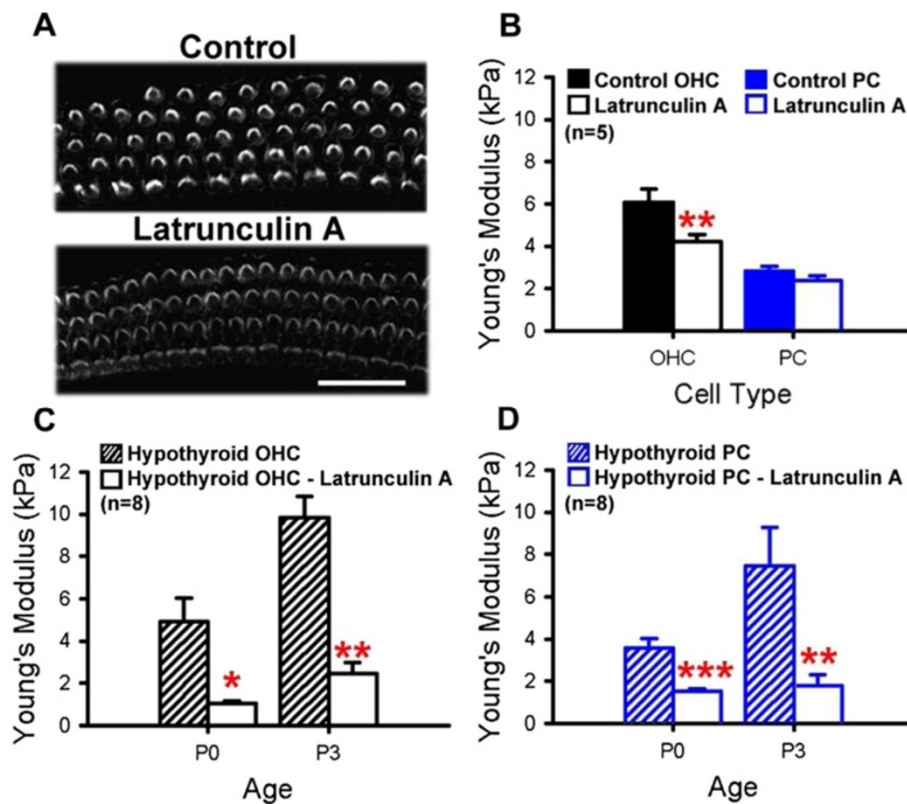 A
Control
Latrunculin A
B
Young's Modulus (kPa)
12
10
8
6
4
2
0
Control OHC
Control PC
Latrunculin A
Latrunculin A
(n=5)
**
OHC
PC
Cell Type
C
Young's Modulus (kPa)
12
10
8
6
4
2
0
Hypothyroid OHC
Hypothyroid OHC - Latrunculin A
(n=8)
*
**
P0
P3
Age
D
Young's Modulus (kPa)
12
10
8
6
4
2
0
Hypothyroid PC
Hypothyroid PC - Latrunculin A
(n=8)
***
**
P0
P3
Age